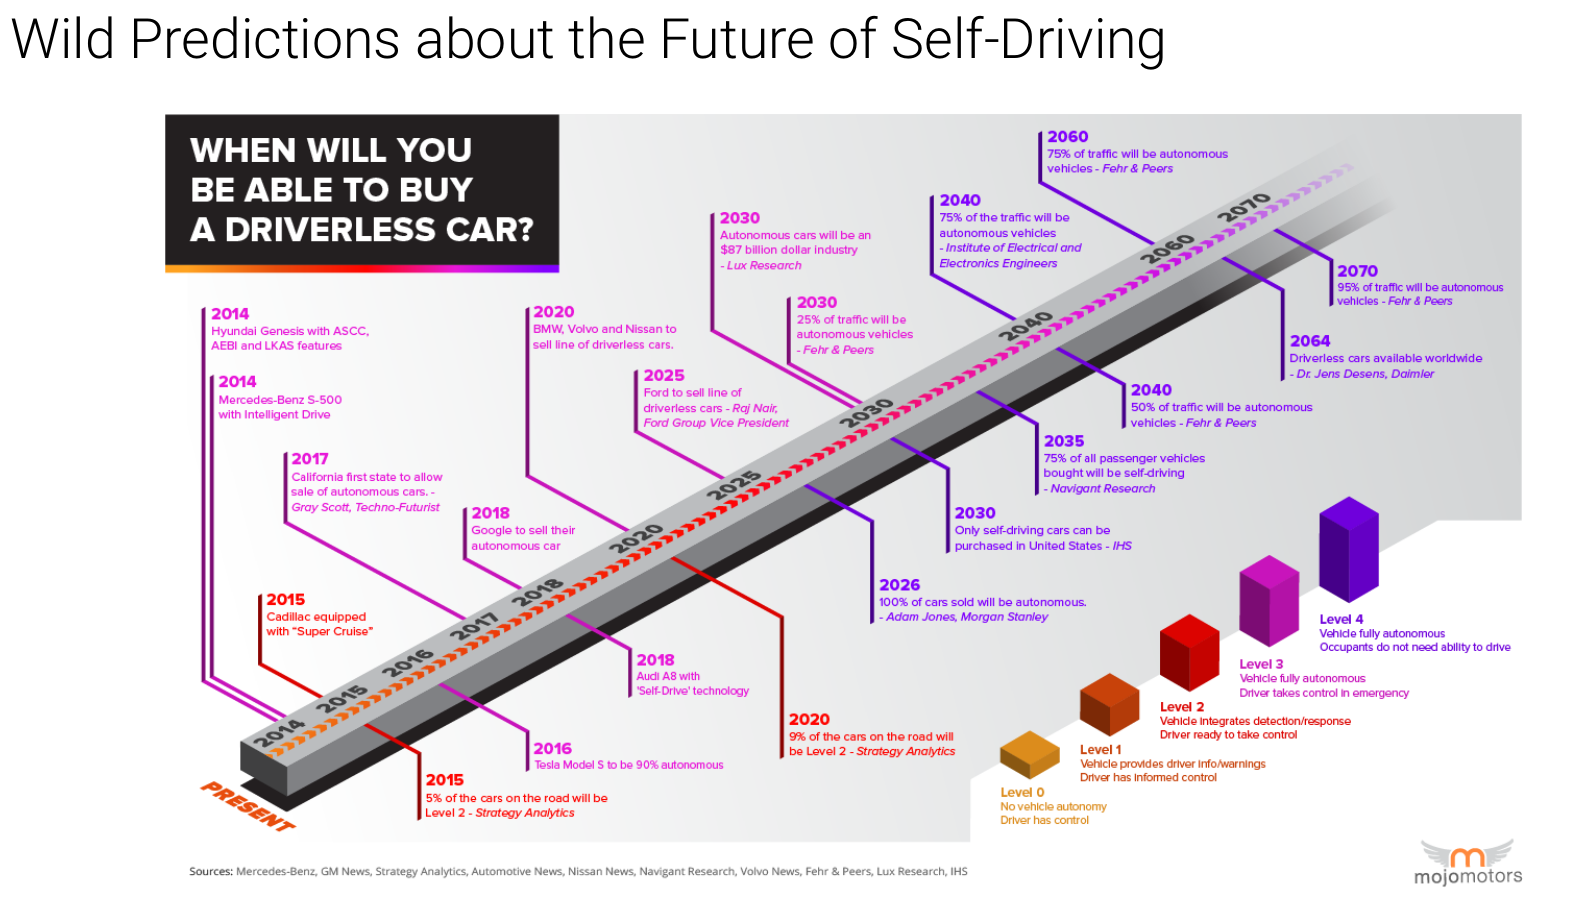 Wild Predictions about the Future of Self-Driving
WHEN WILL YOU
BE ABLE TO BUY
A DRIVERLESS CAR?
2014
Hyundai Genesis with ASCC,
AEBI and LKAS features
2014
Mercedes-Benz S-500
with Intelligent Drive
2017
California first state to allow
sale of autonomous cars. -
Gray Scott, Techno-Futurist
2015
Cadillac equipped
with “Super Cruise”
2018
Google to sell their
autonomous car
2020
BMW, Volvo and Nissan to
sell line of driverless cars.
2025
Ford to sell line of
driverless cars - Raj Nair,
Ford Group Vice President
2030
Autonomous cars will be an
$87 billion dollar industry
- Lux Research
2030
25% of traffic will be
autonomous vehicles
- Fehr & Peers
2040
75% of the traffic will be
autonomous vehicles
- Institute of Electrical and
Electronics Engineers
2060
75% of traffic will be autonomous
vehicles - Fehr & Peers
2014
2015
2016
2017
2018
2020
2025
2030
2040
2060
2070
PRESENT
2015
5% of the cars on the road will be
Level 2 - Strategy Analytics
2016
Tesla Model S to be 90% autonomous
2018
Audi A8 with
'Self-Drive' technology
2020
9% of the cars on the road will
be Level 2 - Strategy Analytics
2026
100% of cars sold will be autonomous.
- Adam Jones, Morgan Stanley
2030
Only self-driving cars can be
purchased in United States - IHS
2035
75% of all passenger vehicles
bought will be self-driving
- Navigant Research
2040
50% of traffic will be autonomous
vehicles - Fehr & Peers
2064
Driverless cars available worldwide
- Dr. Jens Desens, Daimler
2070
95% of traffic will be autonomous
vehicles - Fehr & Peers
Level 0
No vehicle autonomy
Driver has control
Level 1
Vehicle provides driver info/warnings
Driver has informed control
Level 2
Vehicle integrates detection/response
Driver ready to take control
Level 3
Vehicle fully autonomous
Driver takes control in emergency
Level 4
Vehicle fully autonomous
Occupants do not need ability to drive
Sources: Mercedes-Benz, GM News, Strategy Analytics, Automotive News, Nissan News, Navigant Research, Volvo News, Fehr & Peers, Lux Research, IHS
m
mojomotors